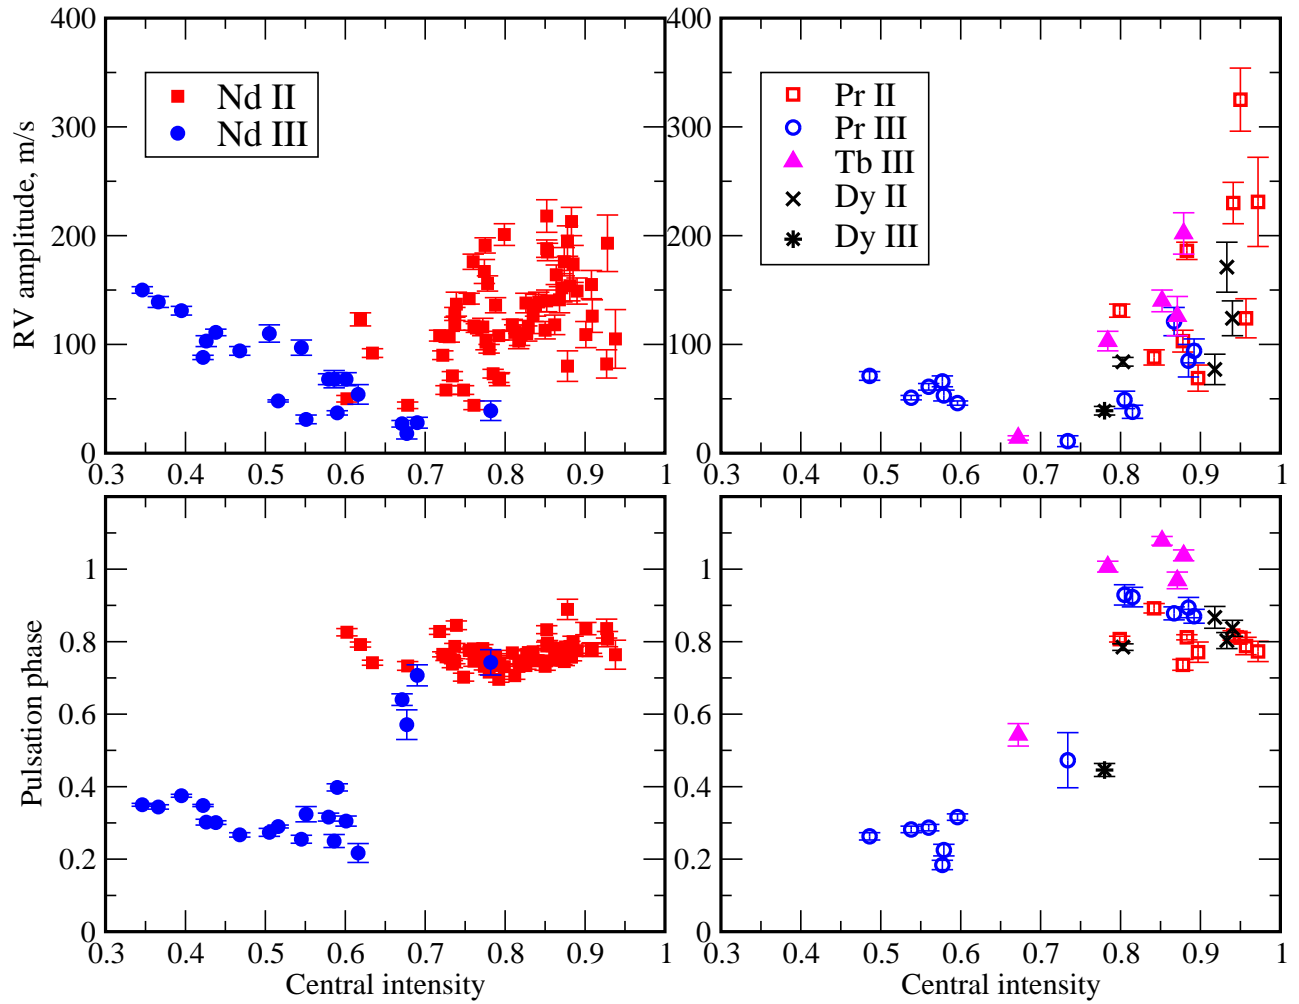 400
300
200
100
0
RV amplitude, m/s
Nd II
Nd III
0.3 0.4 0.5 0.6 0.7 0.8 0.9 1
400
300
200
100
0
Pr II
Pr III
Tb III
Dy II
Dy III
0.3 0.4 0.5 0.6 0.7 0.8 0.9 1
1
0.8
0.6
0.4
0.2
0
Pulsation phase
0.3 0.4 0.5 0.6 0.7 0.8 0.9 1
Central intensity
1
0.8
0.6
0.4
0.2
0
0.3 0.4 0.5 0.6 0.7 0.8 0.9 1
Central intensity